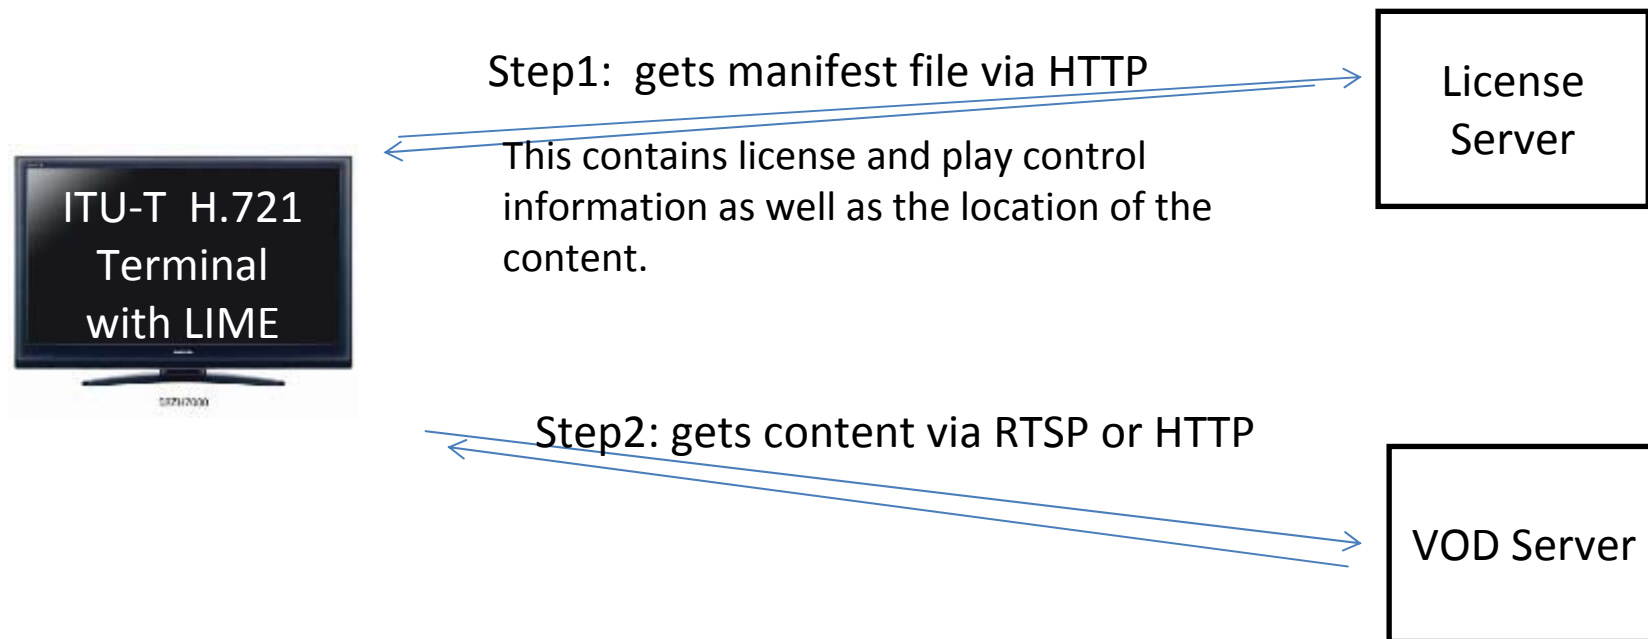 Step1: gets manifest file via HTTP
License
Server
This contains license and play control
information as well as the location of the
content.
ITU-T H.721
Terminal
with LIME
Step2: gets content via RTSP or HTTP
VOD Server